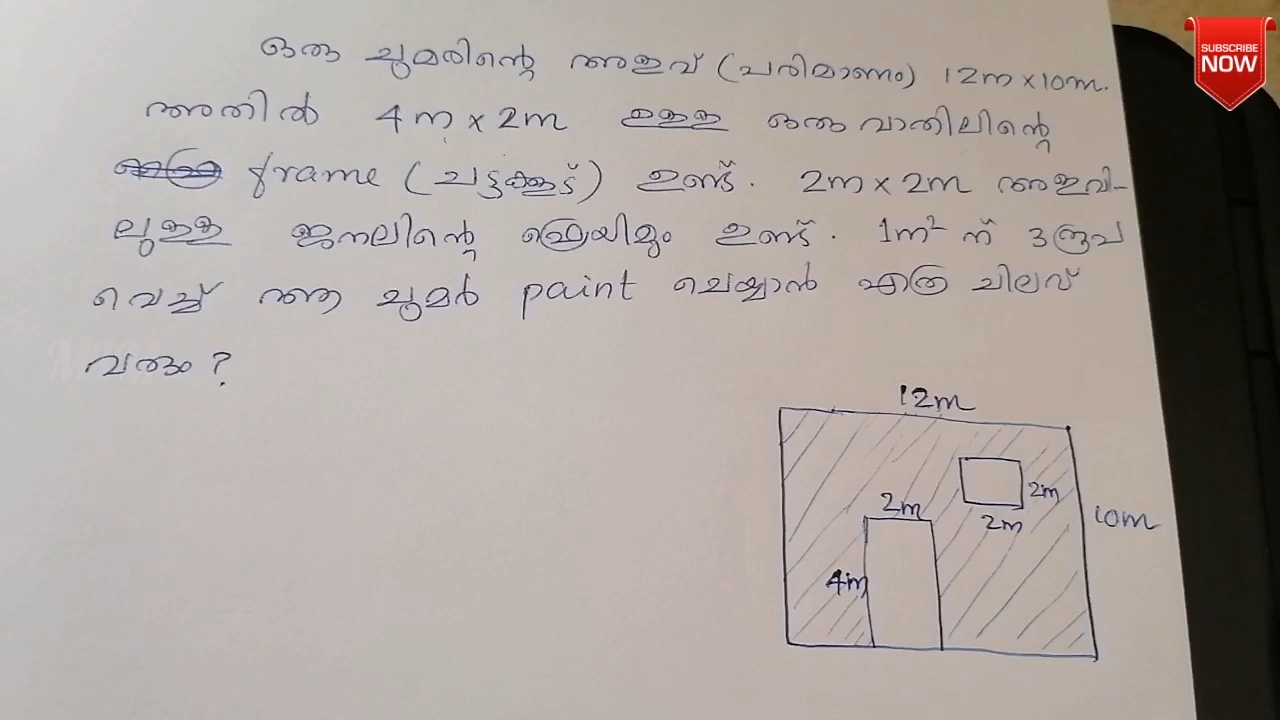 ഒരു ചുമരിന്റെ അളവ് (പരിമാണം) 12m x 10m.
അതിൽ 4m x 2m ഉള്ള ഒരു വാതിലിന്റെ
frame (ചട്ടക്കൂട്) ഉണ്ട്. 2m x 2m അളവി-
ലുള്ള ജനലിന്റെ ഫ്രെയിമും ഉണ്ട്. 1m² ന് 3 രൂപ
വെച്ച് ആ ചുമർ paint ചെയ്യാൻ എത്ര ചിലവ്
വരും?
12m
2m
2m
2m
10m
4m
SUBSCRIBE
NOW